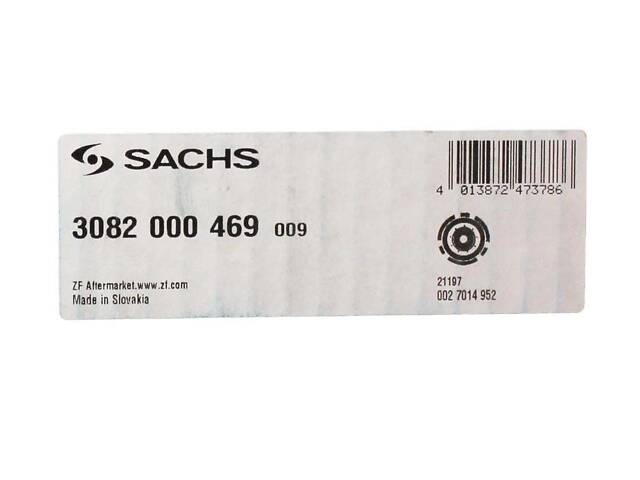 SACHS
4 013872 473786
3082 000 469 009
21197
002 7014 952
ZF Aftermarket.www.zf.com
Made in Slovakia